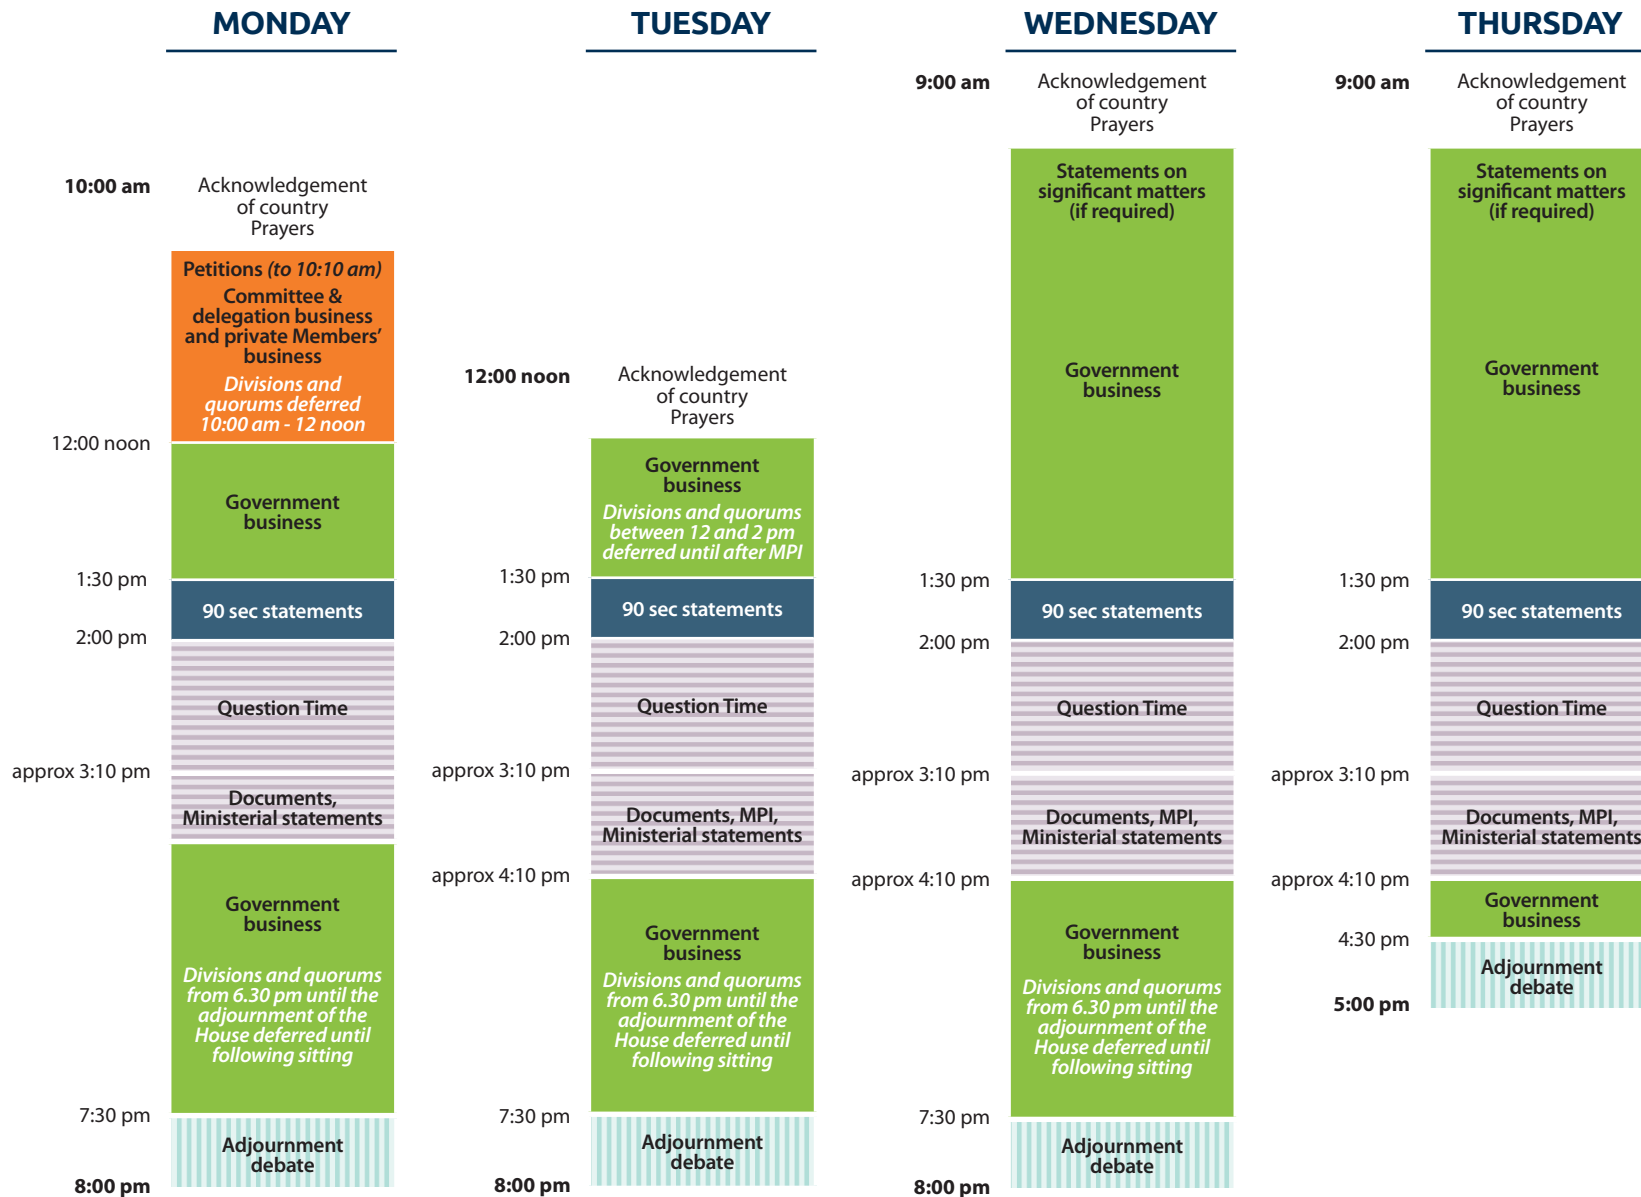 MONDAY
10:00 am
Acknowledgement
of country
Prayers
Petitions (to 10:10 am)
Committee &
delegation business
and private Members'
business
Divisions and
quorums deferred
10:00 am - 12 noon
12:00 noon
Government
business
1:30 pm
90 sec statements
2:00 pm
Question Time
approx 3:10 pm
Documents,
Ministerial statements
Government
business
Divisions and quorums
from 6.30 pm until the
adjournment of the
House deferred until
following sitting
7:30 pm
Adjournment
debate
8:00 pm
TUESDAY
12:00 noon
Acknowledgement
of country
Prayers
Government
business
Divisions and quorums
between 12 and 2 pm
deferred until after MPI
1:30 pm
90 sec statements
2:00 pm
Question Time
approx 3:10 pm
Documents, MPI,
Ministerial statements
approx 4:10 pm
Government
business
Divisions and quorums
from 6.30 pm until the
adjournment of the
House deferred until
following sitting
7:30 pm
Adjournment
debate
8:00 pm
WEDNESDAY
9:00 am
Acknowledgement
of country
Prayers
Statements on
significant matters
(if required)
Government
business
1:30 pm
90 sec statements
2:00 pm
Question Time
approx 3:10 pm
Documents, MPI,
Ministerial statements
approx 4:10 pm
Government
business
Divisions and quorums
from 6.30 pm until the
adjournment of the
House deferred until
following sitting
7:30 pm
Adjournment
debate
8:00 pm
THURSDAY
9:00 am
Acknowledgement
of country
Prayers
Statements on
significant matters
(if required)
Government
business
1:30 pm
90 sec statements
2:00 pm
Question Time
approx 3:10 pm
Documents, MPI,
Ministerial statements
approx 4:10 pm
Government
business
4:30 pm
Adjournment
debate
5:00 pm